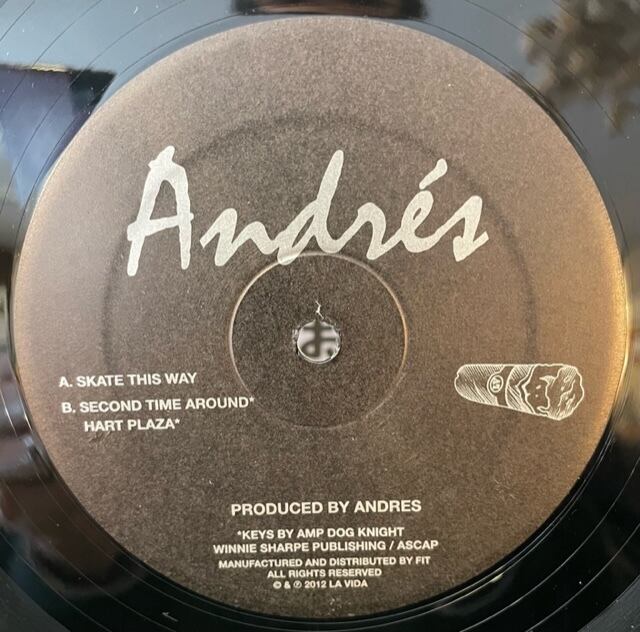 Andrés
A. SKATE THIS WAY
B. SECOND TIME AROUND*
HART PLAZA*
PRODUCED BY ANDRES
*KEYS BY AMP DOG KNIGHT
WINNIE SHARPE PUBLISHING / ASCAP
MANUFACTURED AND DISTRIBUTED BY FIT
ALL RIGHTS RESERVED
© & ℗ 2012 LA VIDA